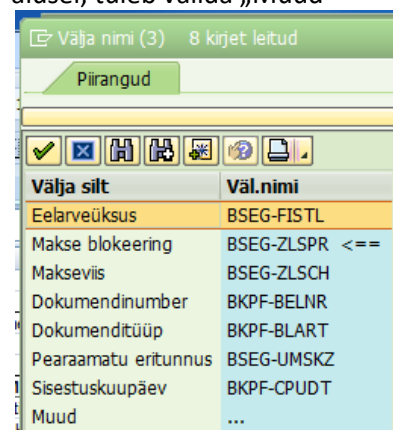 tuleb valida „Muud
Välja nimi (3) 8 kirjet leitud
Piirangud
Välja silt Väl.nimi
Eelarveüksus BSEG-FISTL
Makse blokeering BSEG-ZLSPR <==
Makseviis BSEG-ZLSCH
Dokumendinumber BKPF-BELNR
Dokumenditüüp BKPF-BLART
Pearaamatu eritunnus BSEG-UMSKZ
Sisestuskuupäev BKPF-CPUDT
Muud ...